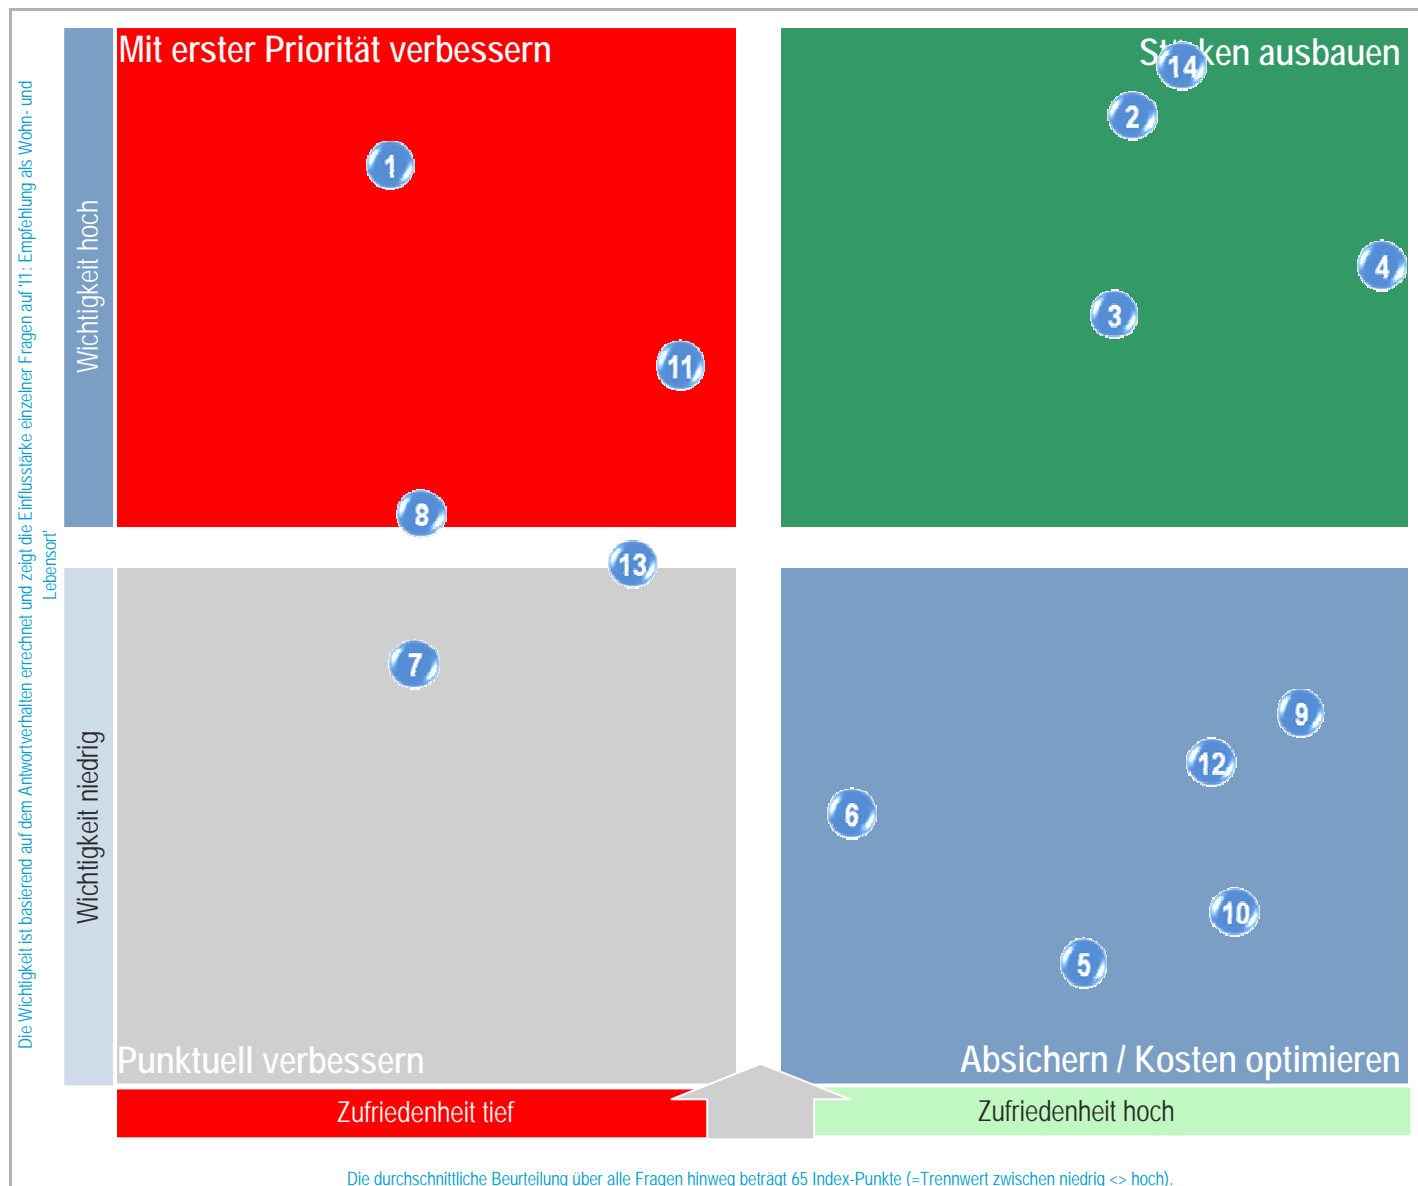 Mit erster Priorität verbessern
Stärken ausbauen
14
2
1
4
3
11
8
13
7
9
12
6
10
5
Punktuell verbessern
Absichern / Kosten optimieren
Wichtigkeit hoch
Wichtigkeit niedrig
Die Wichtigkeit ist basierend auf dem Antwortverhalten errechnet und zeigt die Einflusstärke einzelner Fragen auf 'I1: Empfehlung als Wohn- und
Lebensort'
Zufriedenheit tief
Zufriedenheit hoch
Die durchschnittliche Beurteilung über alle Fragen hinweg beträgt 65 Index-Punkte (=Trennwert zwischen niedrig <> hoch).